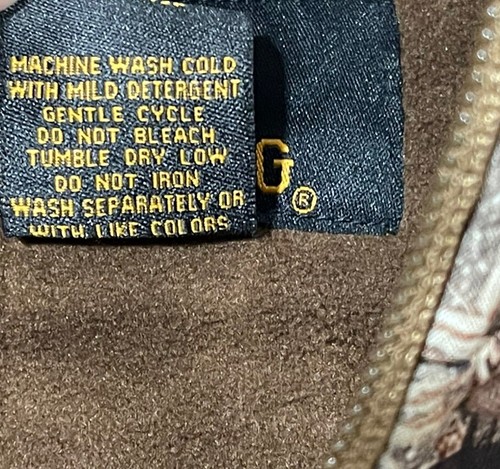 MACHINE WASH COLD
WITH MILD DETERGENT
GENTLE CYCLE
DO NOT BLEACH
TUMBLE DRY LOW
DO NOT IRON
WASH SEPARATELY OR
WITH LIKE COLORS
G®